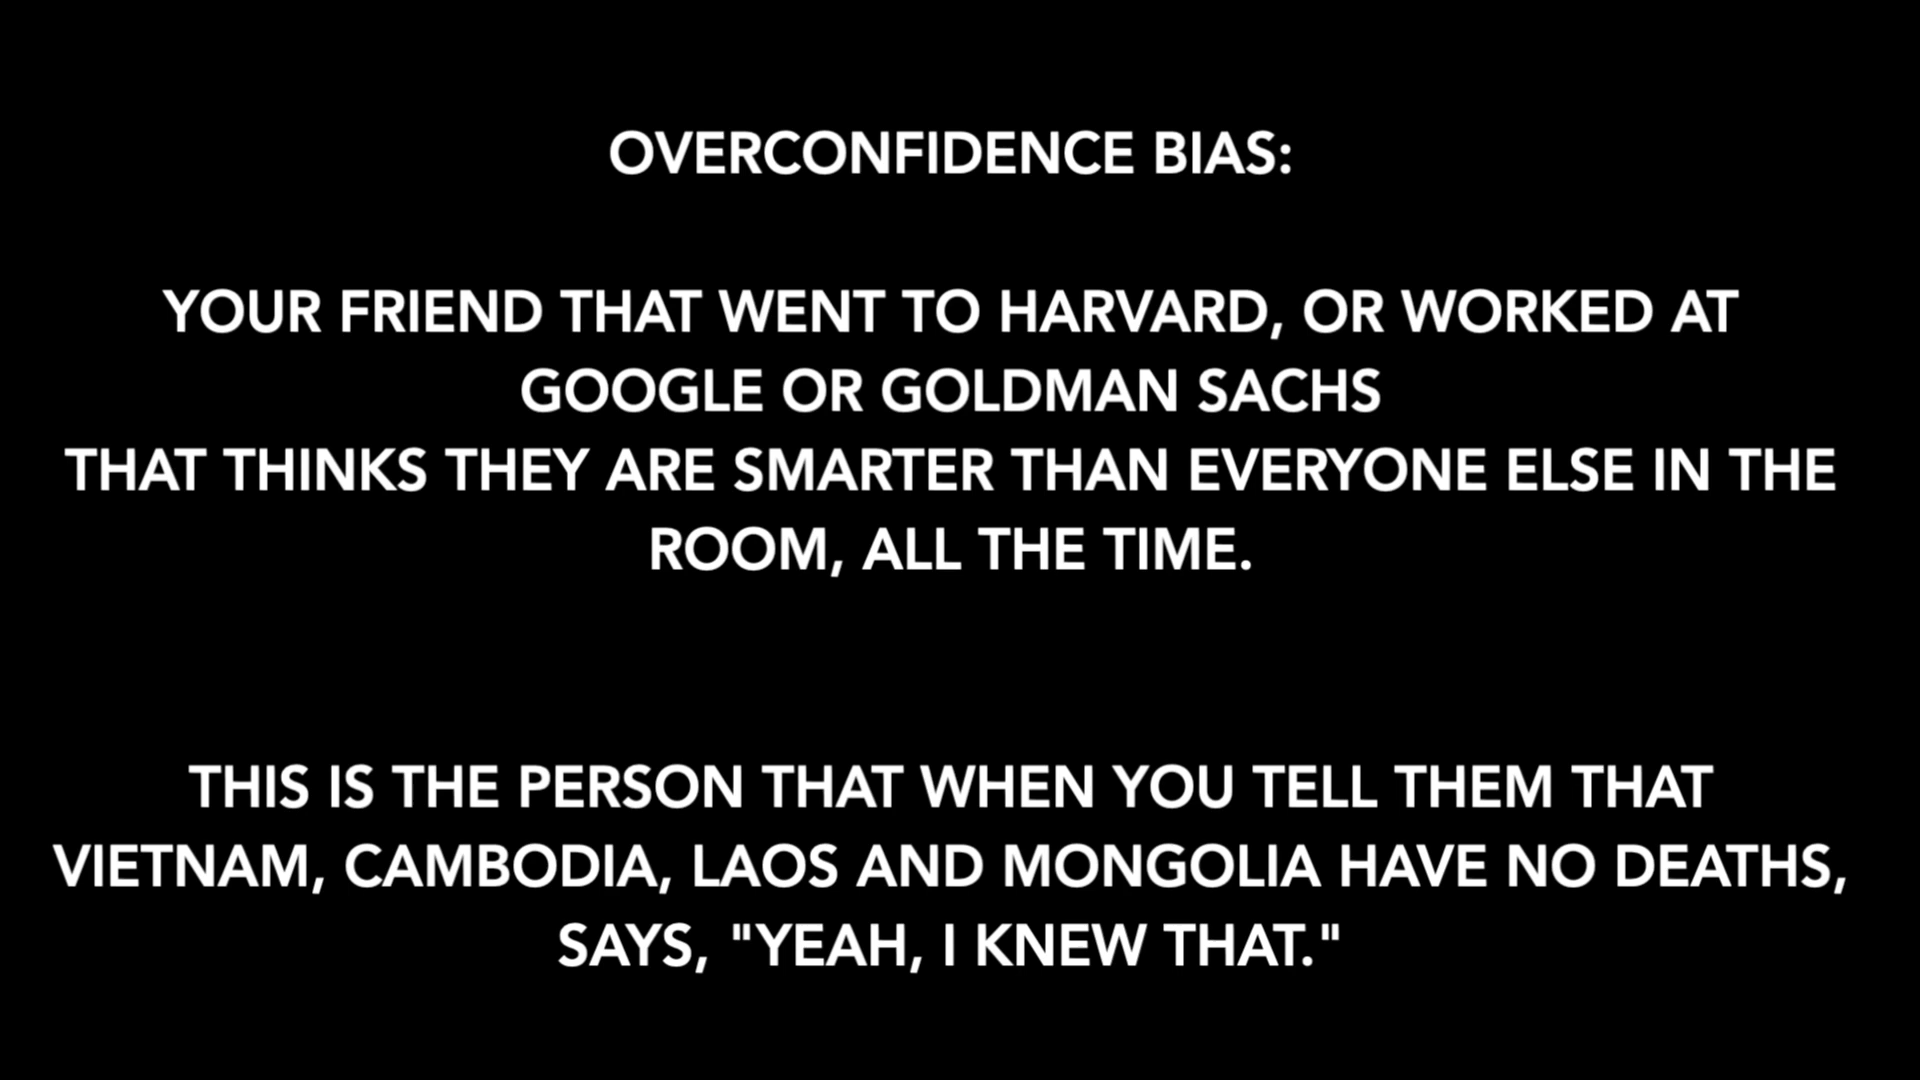 OVERCONFIDENCE BIAS:
YOUR FRIEND THAT WENT TO HARVARD, OR WORKED AT
GOOGLE OR GOLDMAN SACHS
THAT THINKS THEY ARE SMARTER THAN EVERYONE ELSE IN THE
ROOM, ALL THE TIME.
THIS IS THE PERSON THAT WHEN YOU TELL THEM THAT
VIETNAM, CAMBODIA, LAOS AND MONGOLIA HAVE NO DEATHS,
SAYS, "YEAH, I KNEW THAT."